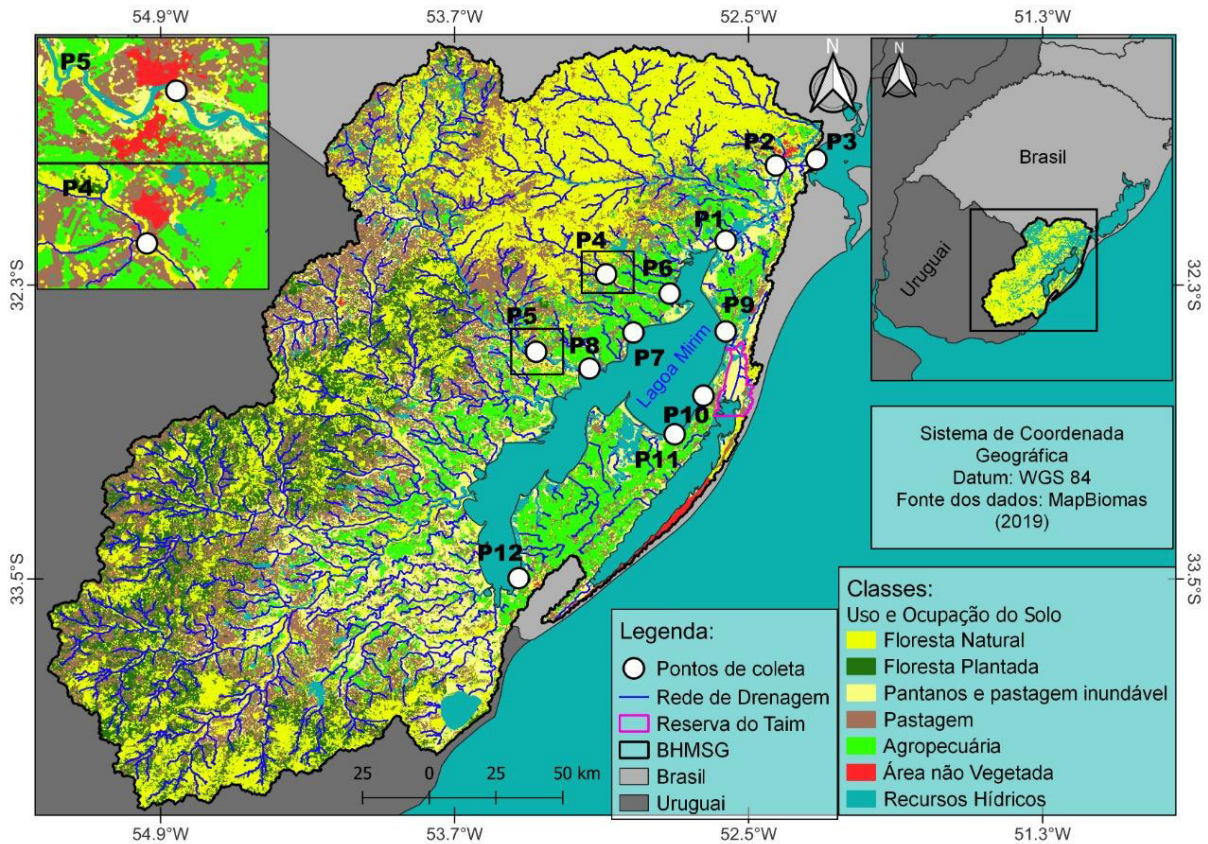 54.9°W
53.7°W
52.5°W
51.3°W
P5
P4
N
N
Brasil
Uruguai
P2
P3
P1
P4
P6
P9
P5
P8
P7
Lagoa Mirim
P10
P11
P12
32.3°S
32.3°S
33.5°S
33.5°S
Sistema de Coordenada
Geográfica
Datum: WGS 84
Fonte dos dados: MapBiomas
(2019)
Legenda:
Pontos de coleta
Rede de Drenagem
Reserva do Taim
BHMSG
Brasil
Uruguai
Classes:
Uso e Ocupação do Solo
Floresta Natural
Floresta Plantada
Pantanos e pastagem inundável
Pastagem
Agropecuária
Área não Vegetada
Recursos Hídricos
25 0 25 50 km
54.9°W
53.7°W
52.5°W
51.3°W